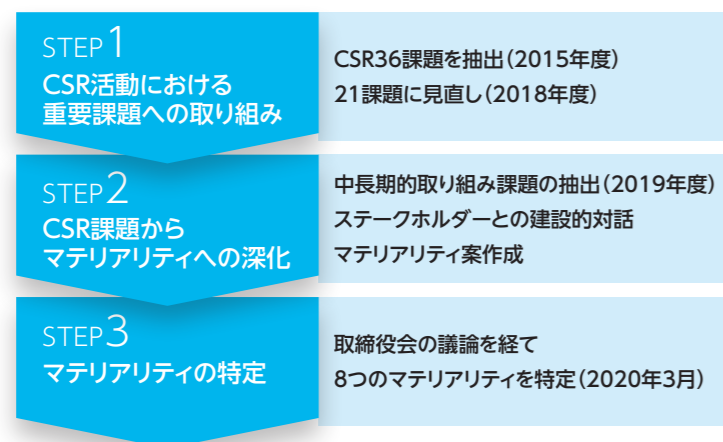 STEP1
CSR活動における
重要課題への取り組み
CSR36課題を抽出(2015年度)
21課題に見直し(2018年度)
STEP2
CSR課題から
マテリアリティへの深化
中長期的取り組み課題の抽出(2019年度)
ステークホルダーとの建設的対話
マテリアリティ案作成
STEP3
マテリアリティの特定
取締役会の議論を経て
8つのマテリアリティを特定(2020年3月)